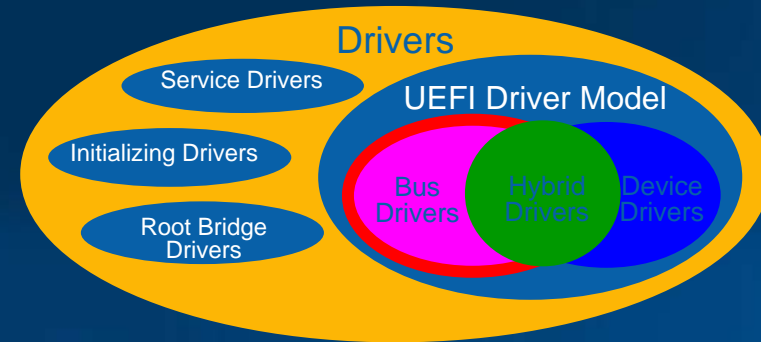 Drivers
Service Drivers
UEFI Driver Model
Initializing Drivers
Bus
Drivers
Hybrid
Drivers
Device
Drivers
Root Bridge
Drivers